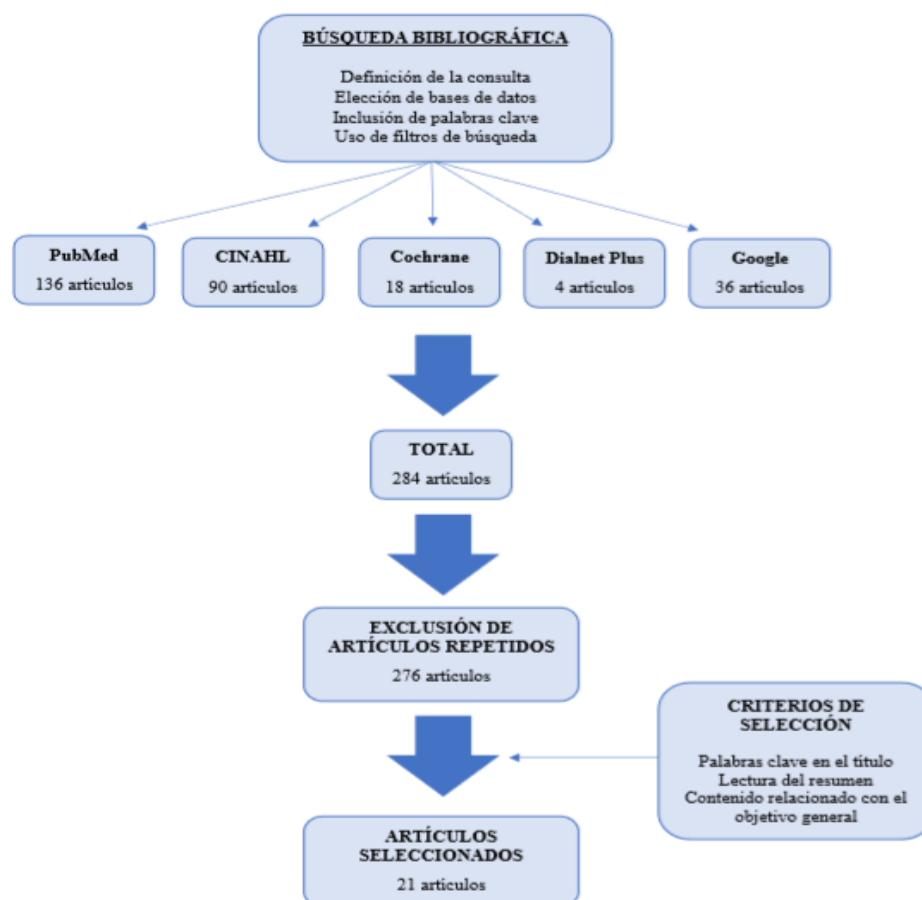 BÚSQUEDA BIBLIOGRÁFICA
Definición de la consulta
Elección de bases de datos
Inclusión de palabras clave
Uso de filtros de búsqueda
PubMed
136 artículos
CINAHL
90 artículos
Cochrane
18 artículos
Dialnet Plus
4 artículos
Google
36 artículos
TOTAL
284 artículos
EXCLUSIÓN DE
ARTÍCULOS REPETIDOS
276 artículos
CRITERIOS DE
SELECCIÓN
Palabras clave en el título
Lectura del resumen
Contenido relacionado con el
objetivo general
ARTÍCULOS
SELECCIONADOS
21 artículos